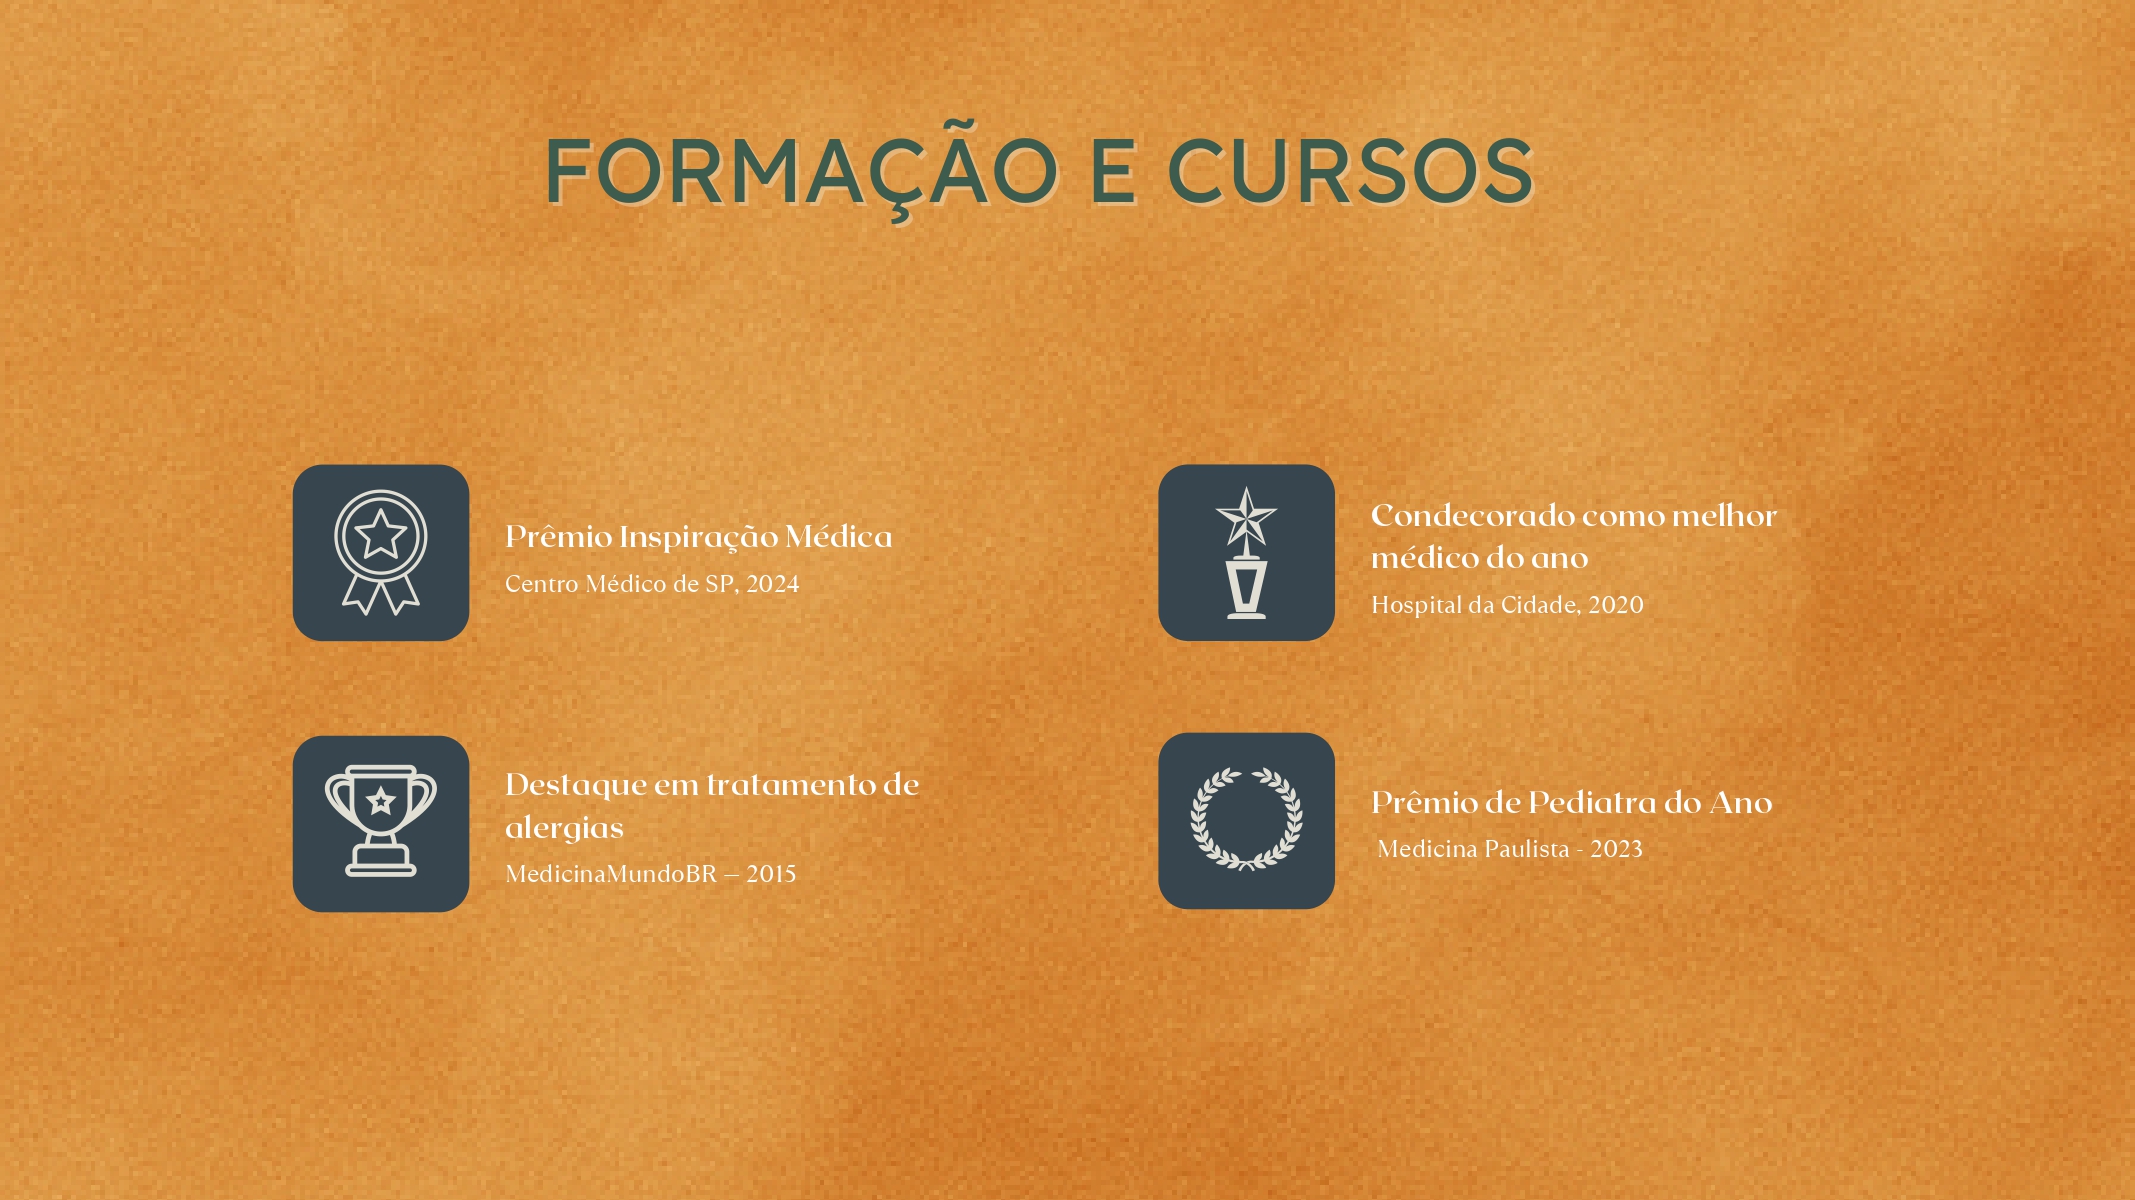 FORMAÇÃO E CURSOS
Prêmio Inspiração Médica
Centro Médico de SP, 2024
Condecorado como melhor
médico do ano
Hospital da Cidade, 2020
Destaque em tratamento de
alergias
MedicinaMundoBR – 2015
Prêmio de Pediatra do Ano
Medicina Paulista - 2023